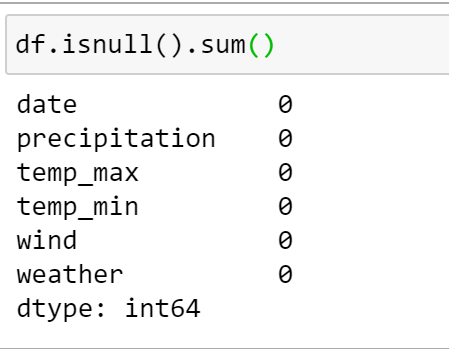 df.isnull().sum()
date 0
precipitation 0
temp_max 0
temp_min 0
wind 0
weather 0
dtype: int64